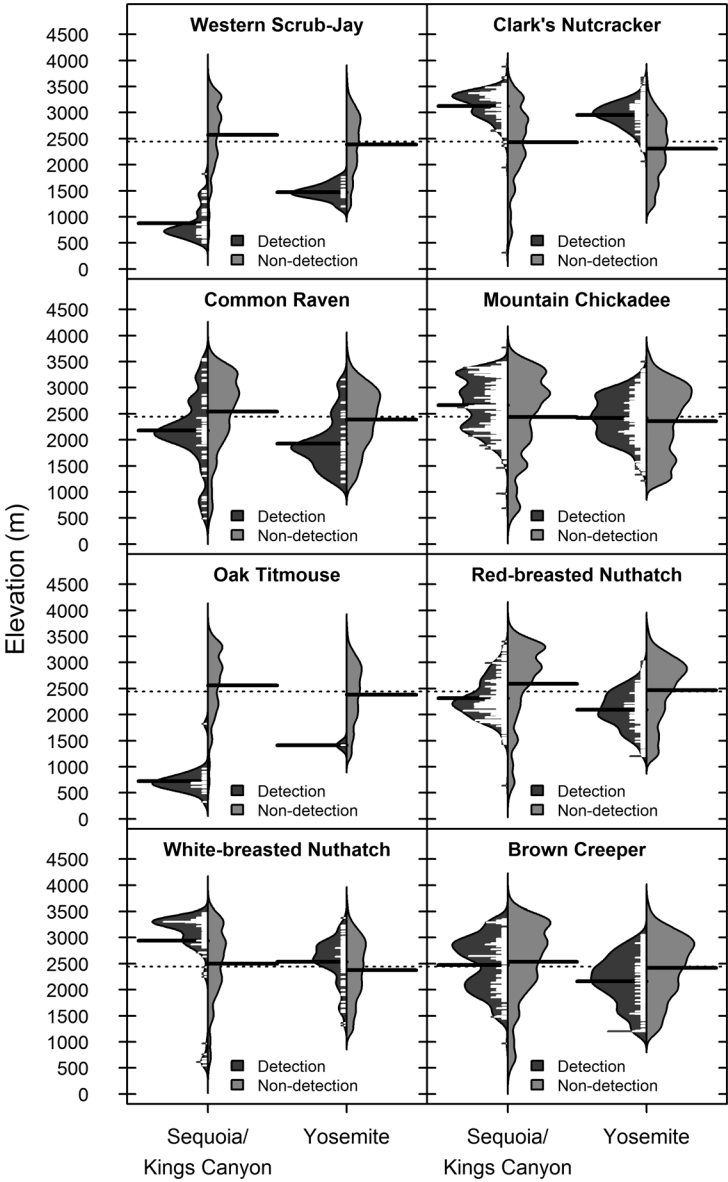 Western Scrub-Jay
Clark's Nutcracker
4500
4000
3500
3000
2500
2000
1500
1000
500
0
Detection
Non-detection
Detection
Non-detection
Common Raven
Mountain Chickadee
4500
4000
3500
3000
2500
2000
1500
1000
500
0
Detection
Non-detection
Detection
Non-detection
Elevation (m)
Oak Titmouse
Red-breasted Nuthatch
4500
4000
3500
3000
2500
2000
1500
1000
500
0
Detection
Non-detection
Detection
Non-detection
White-breasted Nuthatch
Brown Creeper
4500
4000
3500
3000
2500
2000
1500
1000
500
0
Detection
Non-detection
Detection
Non-detection
Sequoia/
Kings Canyon
Yosemite
Sequoia/
Kings Canyon
Yosemite